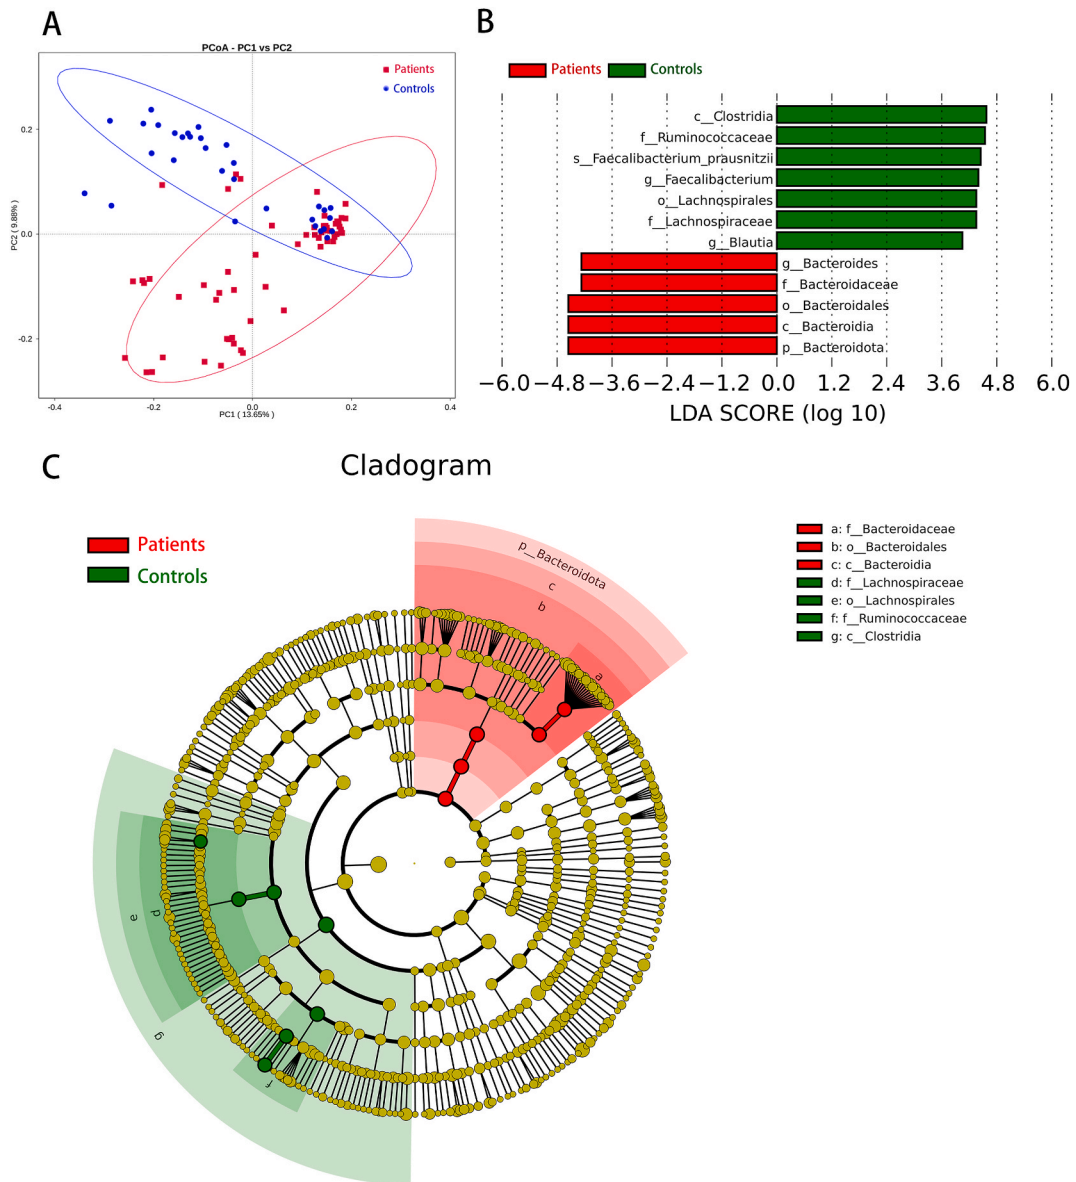 A
PCoA - PC1 vs PC2
Patients
Controls
0.2
0.0
-0.2
PC2 ( 9.88% )
-0.4
-0.2
0.0
0.2
0.4
PC1 ( 13.65% )
B
Patients
Controls
c__Clostridia
f__Ruminococcaceae
s__Faecalibacterium_prausnitzii
g__Faecalibacterium
o__Lachnospirales
f__Lachnospiraceae
g__Blautia
g__Bacteroides
f__Bacteroidaceae
o__Bacteroidales
c__Bacteroidia
p__Bacteroidota
−6.0 −4.8 −3.6 −2.4 −1.2 0.0 1.2 2.4 3.6 4.8 6.0
LDA SCORE (log 10)
C
Cladogram
Patients
Controls
p__Bacteroidota
c
b
a
e
d
g
f
a: f__Bacteroidaceae
b: o__Bacteroidales
c: c__Bacteroidia
d: f__Lachnospiraceae
e: o__Lachnospirales
f: f__Ruminococcaceae
g: c__Clostridia